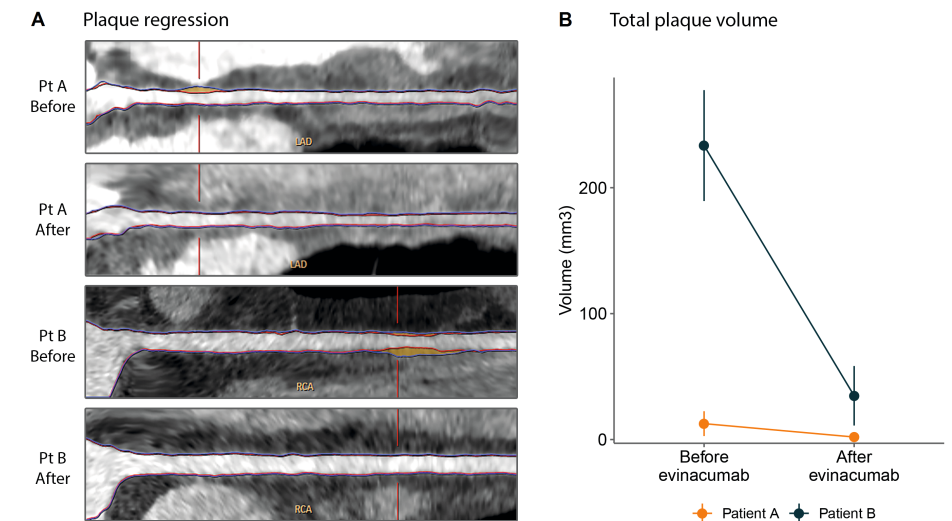 A Plaque regression
Pt A
Before
LAD
Pt A
After
LAD
Pt B
Before
RCA
Pt B
After
RCA
B Total plaque volume
Volume (mm3)
200
100
0
Before
evinacumab
After
evinacumab
Patient A Patient B